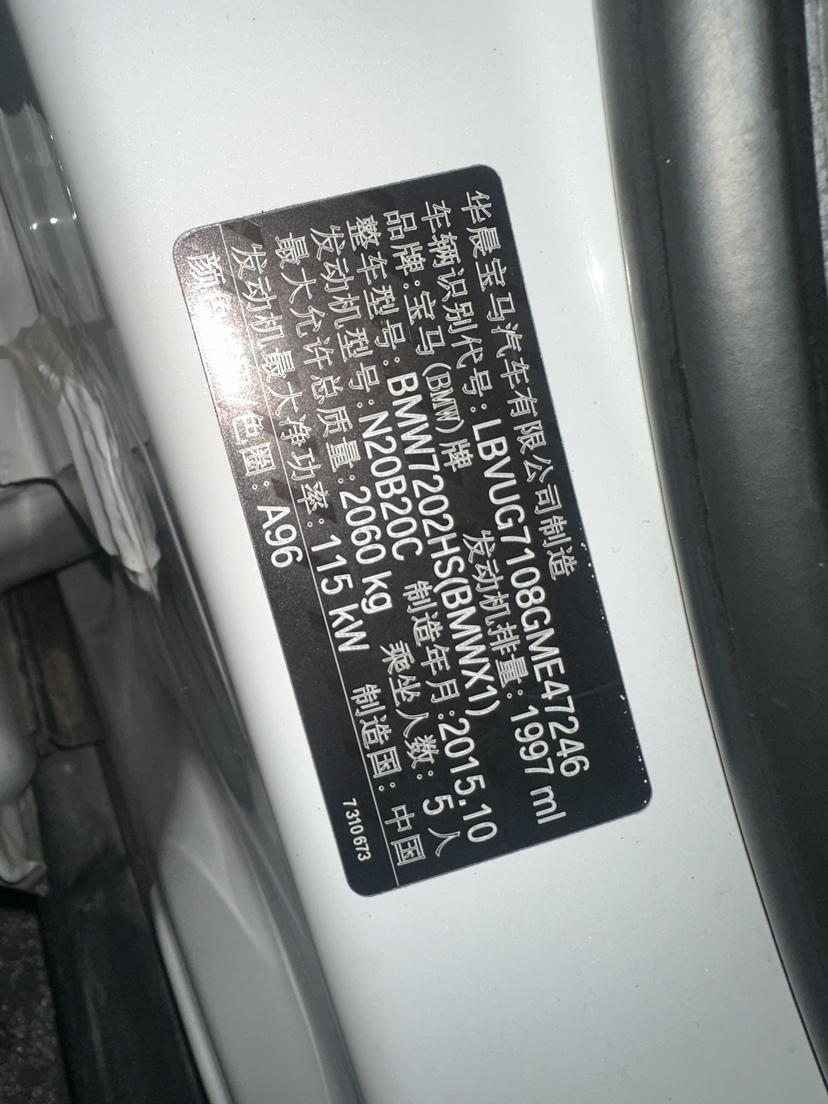 华晨宝马汽车有限公司制造
车辆识别代号：LBVUG7108GME47246
品牌：宝马(BMW)牌 发动机排量：1997 ml
整车型号：BMW7202HS(BMWX1)
发动机型号：N20B20C 制造年月：2015.10
最大允许总质量：2060 kg 乘坐人数：5 人
发动机最大净功率：115 kW 制造国：中国
颜色 色圈：A96
7310673